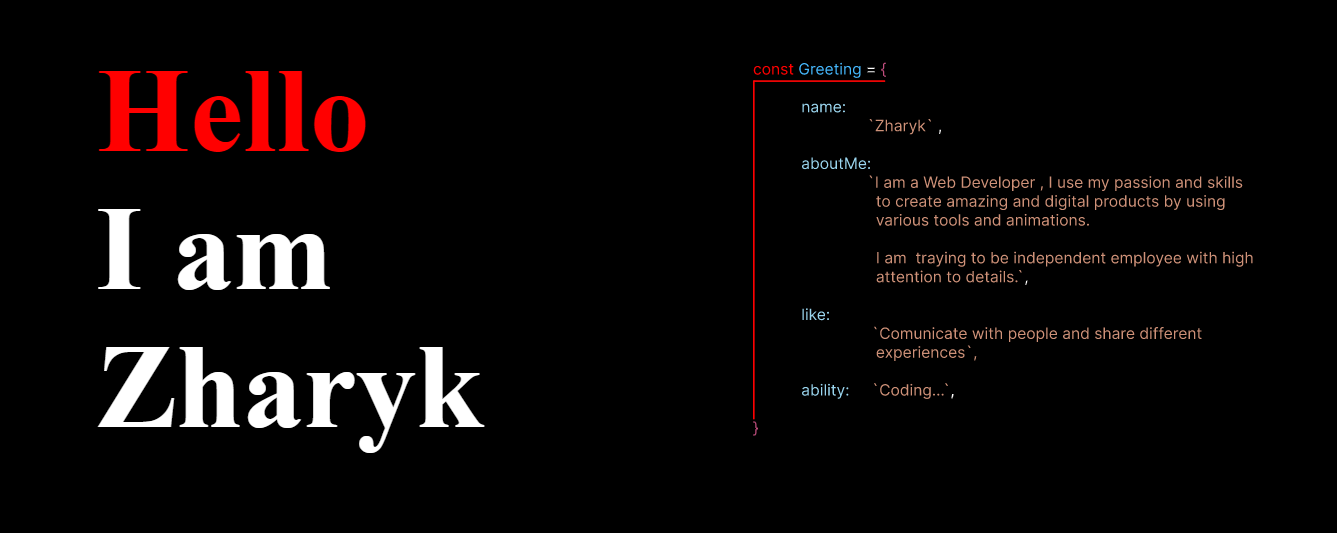 Hello
I am
Zharyk
const Greeting = {
name:
`Zharyk` ,
aboutMe:
`I am a Web Developer , I use my passion and skills
to create amazing and digital products by using
various tools and animations.
I am  traying to be independent employee with high
attention to details.`,
like:
`Comunicate with people and share different
experiences`,
ability: `Coding...`,
}